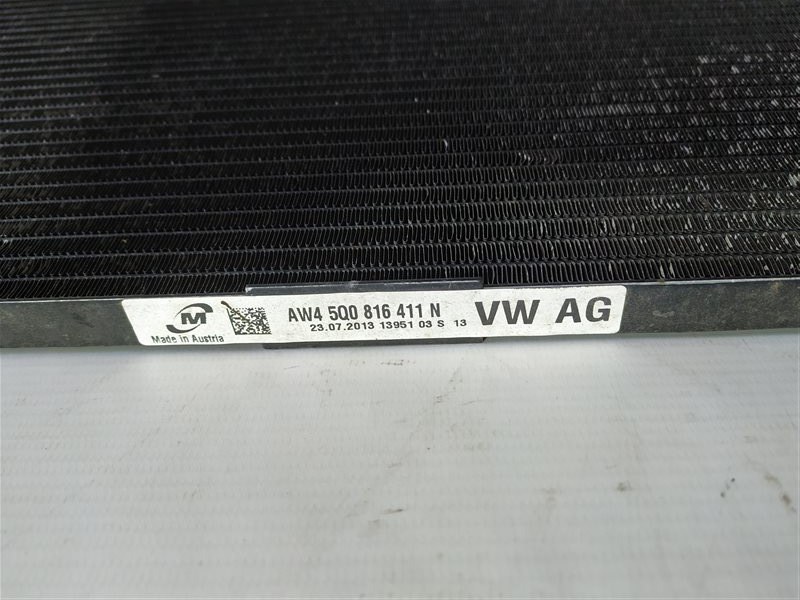 M
Made in Austria
AW4 5Q0 816 411 N
23.07.2013 13951 03 S 13
VW AG